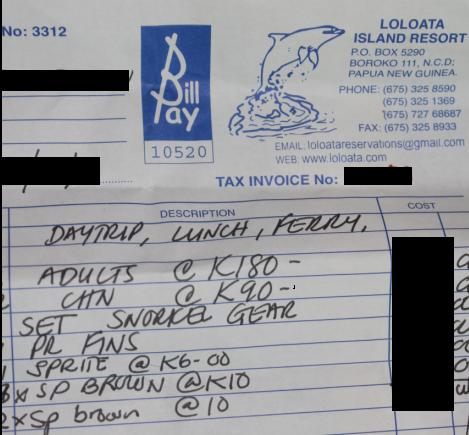 No: 3312
Bill Pay
10520
LOLOATA
ISLAND RESORT
P.O. BOX 5290
BOROKO 111, N.C.D;
PAPUA NEW GUINEA.
PHONE: (675) 325 8590
(675) 325 1369
(675) 727 68687
FAX: (675) 325 8933
EMAIL: loloatareservations@gmail.com
WEB: www.loloata.com
TAX INVOICE No:
DESCRIPTION
COST
DAYTRIP, LUNCH, FERRY,
ADULTS @ K180 -
CHN @ K90 -
SET SNORKEL GEAR
PR FINS
SPRITE @ K6-00
x SP BROWN @ K10
2 x Sp brown @ 10